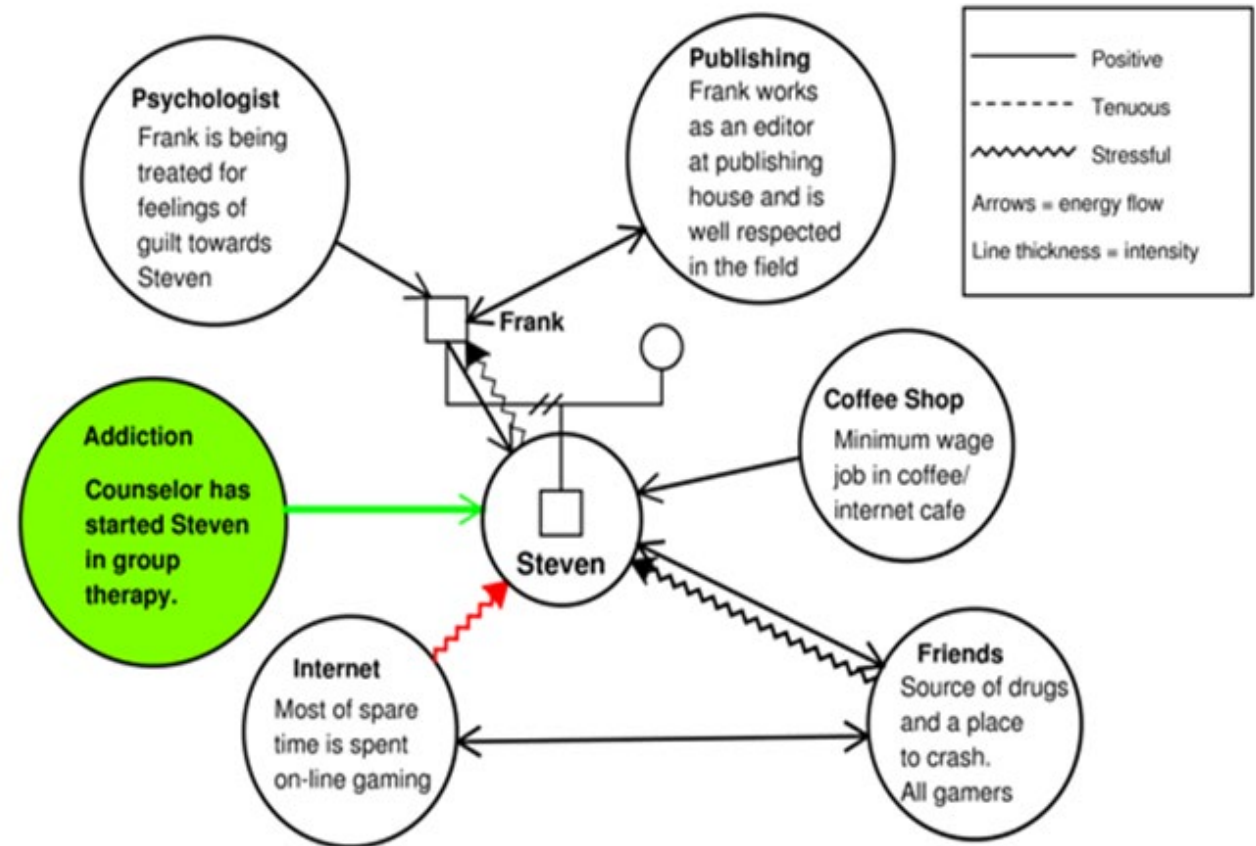 Psychologist
Frank is being
treated for
feelings of
guilt towards
Steven
Publishing
Frank works
as an editor
at publishing
house and is
well respected
in the field
Positive
Tenuous
Stressful
Arrows = energy flow
Line thickness = intensity
Frank
Addiction
Counselor has
started Steven
in group
therapy.
Steven
Coffee Shop
Minimum wage
job in coffee/
internet cafe
Internet
Most of spare
time is spent
on-line gaming
Friends
Source of drugs
and a place
to crash.
All gamers